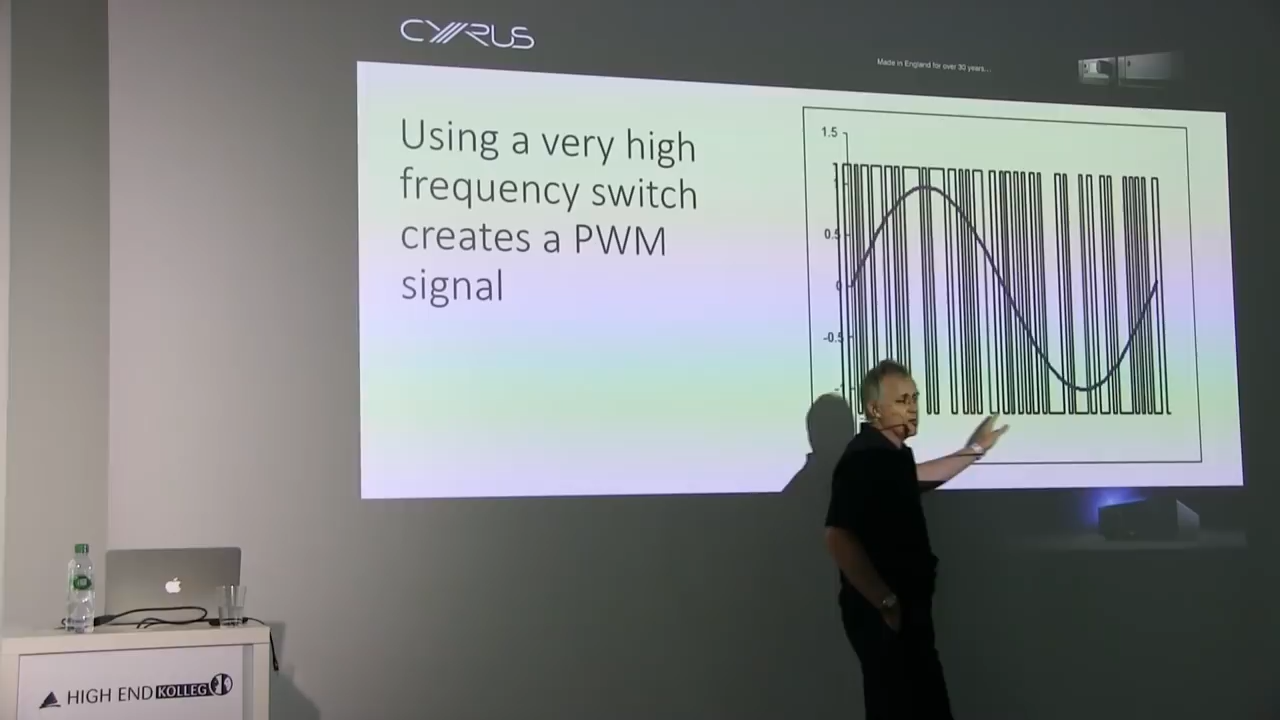 CYRUS
Made in England for over 30 years...
Using a very high
frequency switch
creates a PWM
signal
1.5
1
0.5
0
-0.5
HIGH END KOLLEG